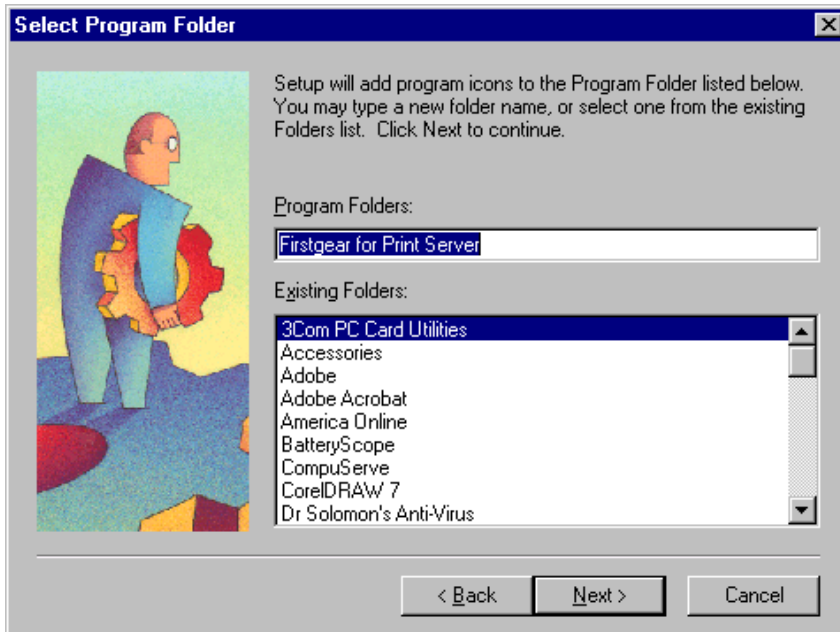 Select Program Folder
Setup will add program icons to the Program Folder listed below.
You may type a new folder name, or select one from the existing
Folders list.  Click Next to continue.
Program Folders:
Firstgear for Print Server
Existing Folders:
3Com PC Card Utilities
Accessories
Adobe
Adobe Acrobat
America Online
BatteryScope
CompuServe
CorelDRAW 7
Dr Solomon's Anti-Virus
< Back
Next >
Cancel